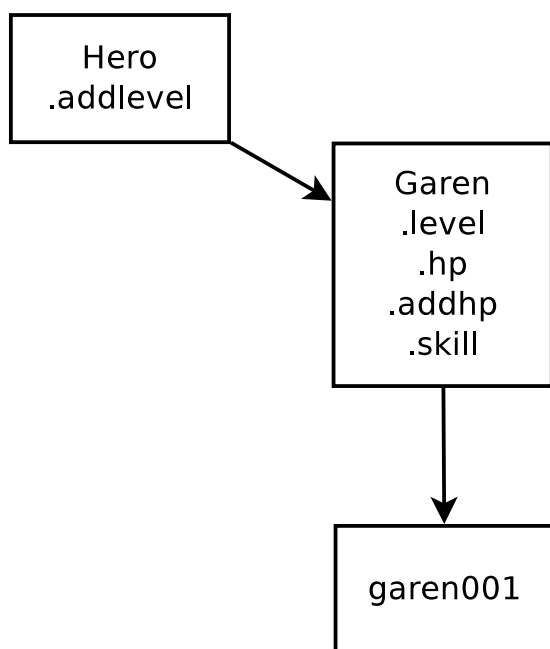 Hero
.addlevel
Garen
.level
.hp
.addhp
.skill
garen001